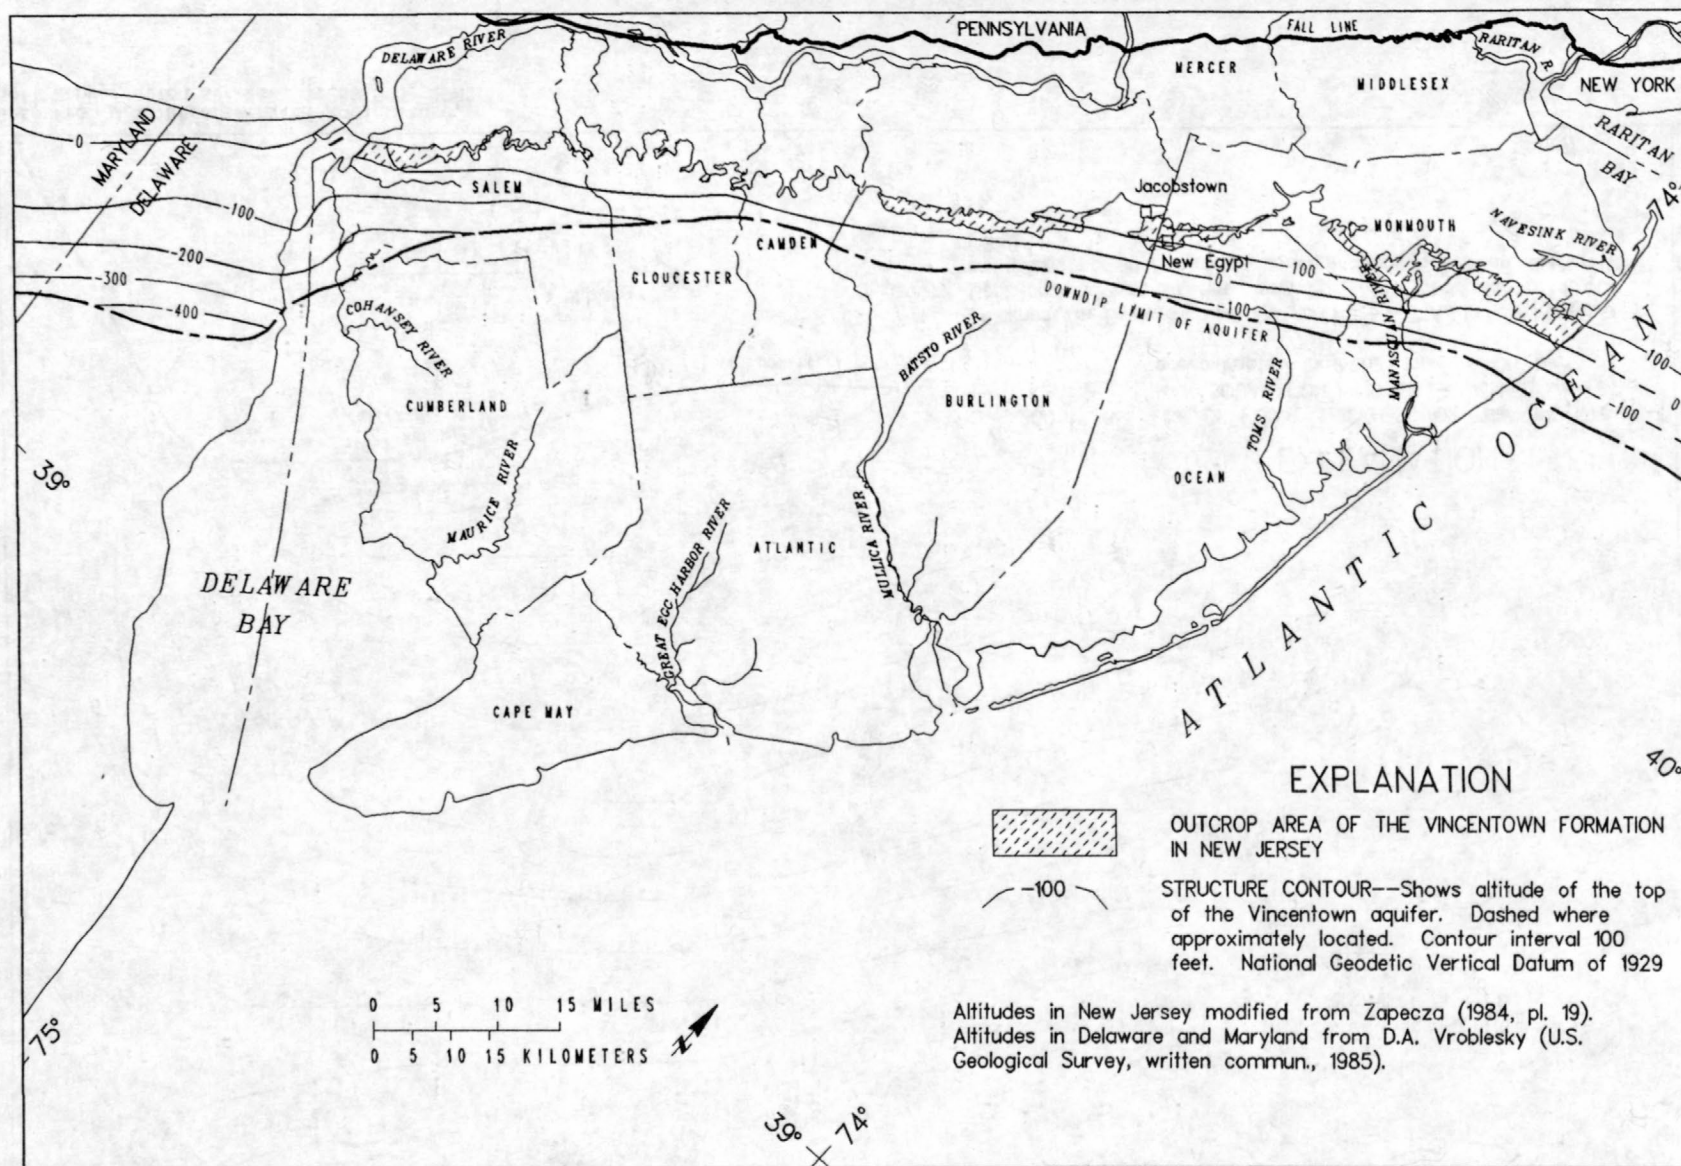 PENNSYLVANIA
FALL LINE
DELAWARE RIVER
RARITAN R
MERCER
MIDDLESEX
NEW YORK
0
MARYLAND
DELAWARE
RARITAN
BAY
74°
SALEM
Jacobstown
-100
NAVESINK RIVER
MONMOUTH
CAMDEN
-200
New Egypt
100
0
-100
GLOUCESTER
-300
-400
DOWNDIP LIMIT OF AQUIFER
MANASQUAN RIVER
COHANSEY RIVER
BATSTO RIVER
100
0
-100
CUMBERLAND
BURLINGTON
TOMS RIVER
39°
MAURICE RIVER
OCEAN
MULLICA RIVER
GREAT EGG HARBOR RIVER
ATLANTIC
ATLANTIC OCEAN
DELAWARE
BAY
CAPE MAY
40°
EXPLANATION
OUTCROP AREA OF THE VINCENTOWN FORMATION
IN NEW JERSEY
-100
STRUCTURE CONTOUR--Shows altitude of the top
of the Vincentown aquifer. Dashed where
approximately located. Contour interval 100
feet. National Geodetic Vertical Datum of 1929
0 5 10 15 MILES
0 5 10 15 KILOMETERS
N
Altitudes in New Jersey modified from Zapecza (1984, pl. 19).
Altitudes in Delaware and Maryland from D.A. Vroblesky (U.S.
Geological Survey, written commun., 1985).
75°
39° 74°